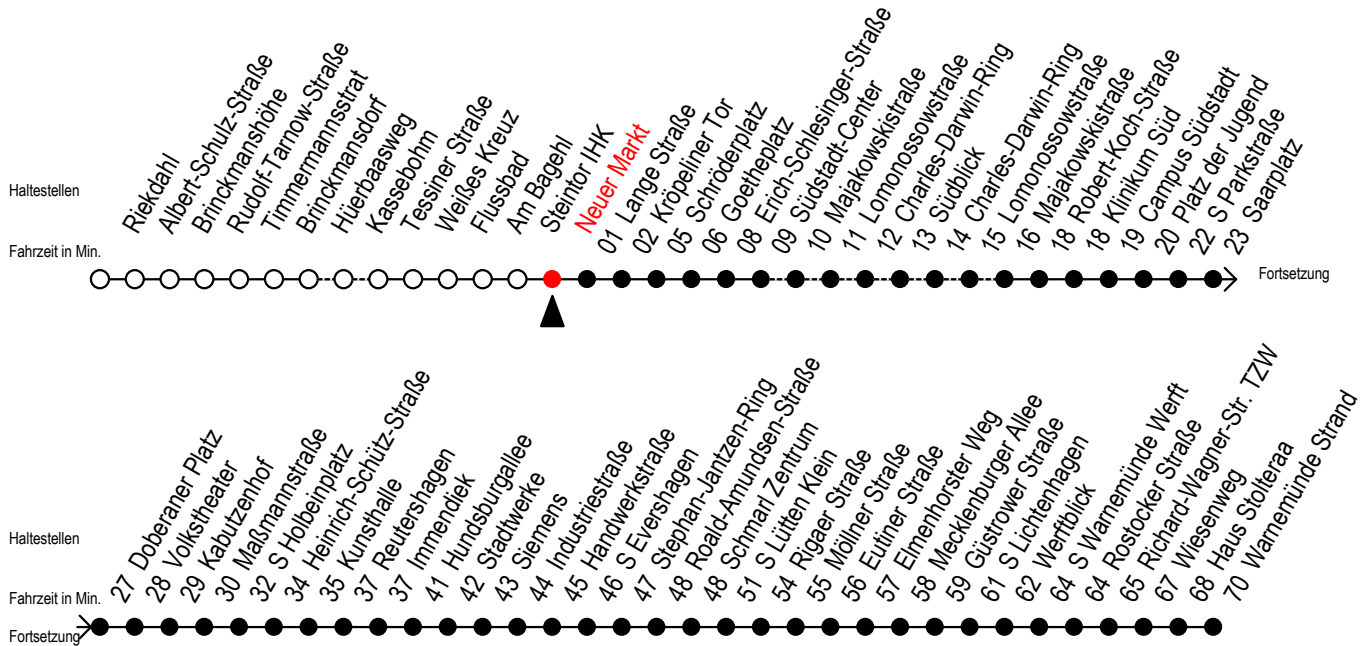 Haltestellen
Riekdahl
Albert-Schulz-Straße
Brinckmanshöhe
Rudolf-Tarnow-Straße
Timmermannsstrat
Brinckmansdorf
Hüerbaasweg
Kassebohm
Tessiner Straße
Weißes Kreuz
Flussbad
Am Bagehl
Steintor IHK
Neuer Markt
Fahrzeit in Min.
01 Lange Straße
02 Kröpeliner Tor
05 Schröderplatz
06 Goetheplatz
08 Erich-Schlesinger-Straße
09 Südstadt-Center
10 Majakowskistraße
11 Lomonossowstraße
12 Charles-Darwin-Ring
13 Südblick
14 Charles-Darwin-Ring
15 Lomonossowstraße
16 Majakowskistraße
18 Robert-Koch-Straße
18 Klinikum Süd
19 Campus Südstadt
20 Platz der Jugend
22 S Parkstraße
23 Saarplatz
Fortsetzung
Haltestellen
Fahrzeit in Min.
Fortsetzung
27 Doberaner Platz
28 Volkstheater
29 Kabutzenhof
30 Maßmannstraße
32 S Holbeinplatz
34 Heinrich-Schütz-Straße
35 Kunsthalle
37 Reutershagen
37 Immendiek
41 Hundsburgallee
42 Stadtwerke
43 Siemens
44 Industriestraße
45 Handwerkstraße
46 S Evershagen
47 Stephan-Jantzen-Ring
48 Roald-Amundsen-Straße
48 Schmarl Zentrum
51 S Lütten Klein
54 Rigaer Straße
55 Möllner Straße
56 Eutiner Straße
57 Elmenhorster Weg
58 Mecklenburger Allee
59 Güstrower Straße
61 S Lichtenhagen
62 Werftblick
64 S Warnemünde Werft
64 Rostocker Straße
65 Richard-Wagner-Str. TZW
67 Wiesenweg
68 Haus Stolteraa
70 Warnemünde Strand